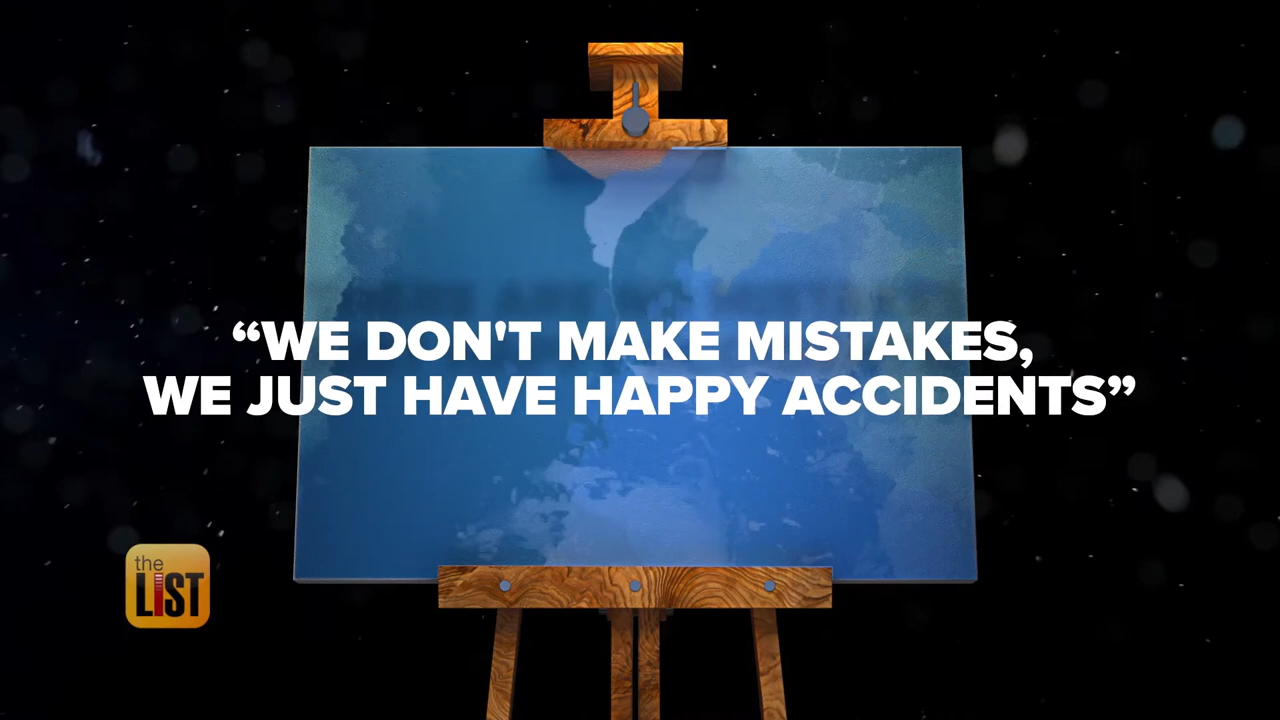 “WE DON'T MAKE MISTAKES,
WE JUST HAVE HAPPY ACCIDENTS”
the
LIST